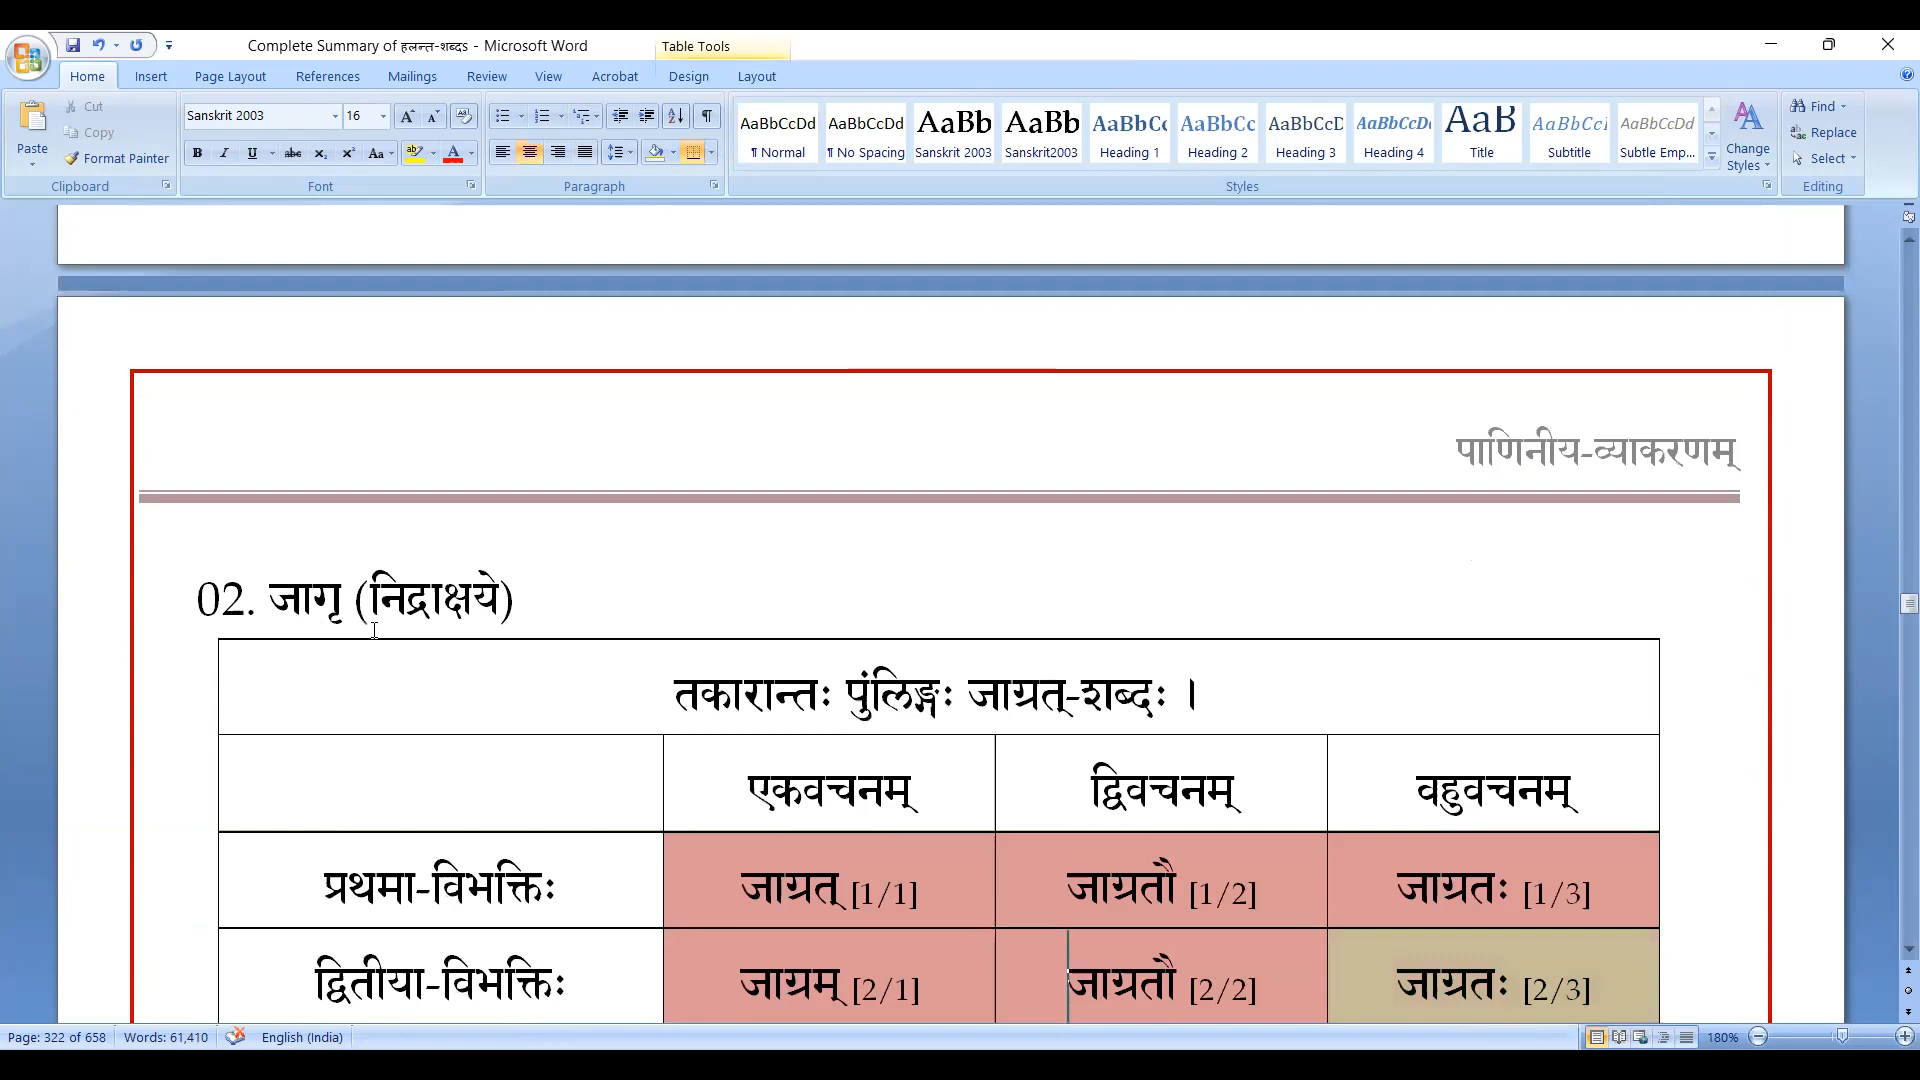 Complete Summary of हलन्त-शब्दs - Microsoft Word
Table Tools
Home Insert Page Layout References Mailings Review View Acrobat Design Layout
Paste
Cut
Copy
Format Painter
Clipboard
Sanskrit 2003 16
Font
Paragraph
AaBbCcDd AaBbCcDd AaBb AaBb AaBbCc AaBbCc AaBbCcD AaBbCcDd AaB AaBbCcI AaBbCcDd
¶ Normal ¶ No Spacing Sanskrit 2003 Sanskrit2003 Heading 1 Heading 2 Heading 3 Heading 4 Title Subtitle Subtle Emp...
Change Styles
Styles
Find
Replace
Select
Editing
पाणिनीय-व्याकरणम्
02. जागृ (निद्राक्षये)
तकारान्तः पुंलिङ्गः जाग्रत्-शब्दः ।
एकवचनम् द्विवचनम् वहुवचनम्
प्रथमा-विभक्तिः जाग्रत् [1/1] जाग्रतौ [1/2] जाग्रतः [1/3]
द्वितीया-विभक्तिः जाग्रम् [2/1] जाग्रतौ [2/2] जाग्रतः [2/3]
Page: 322 of 658 Words: 61,410 English (India) 180%